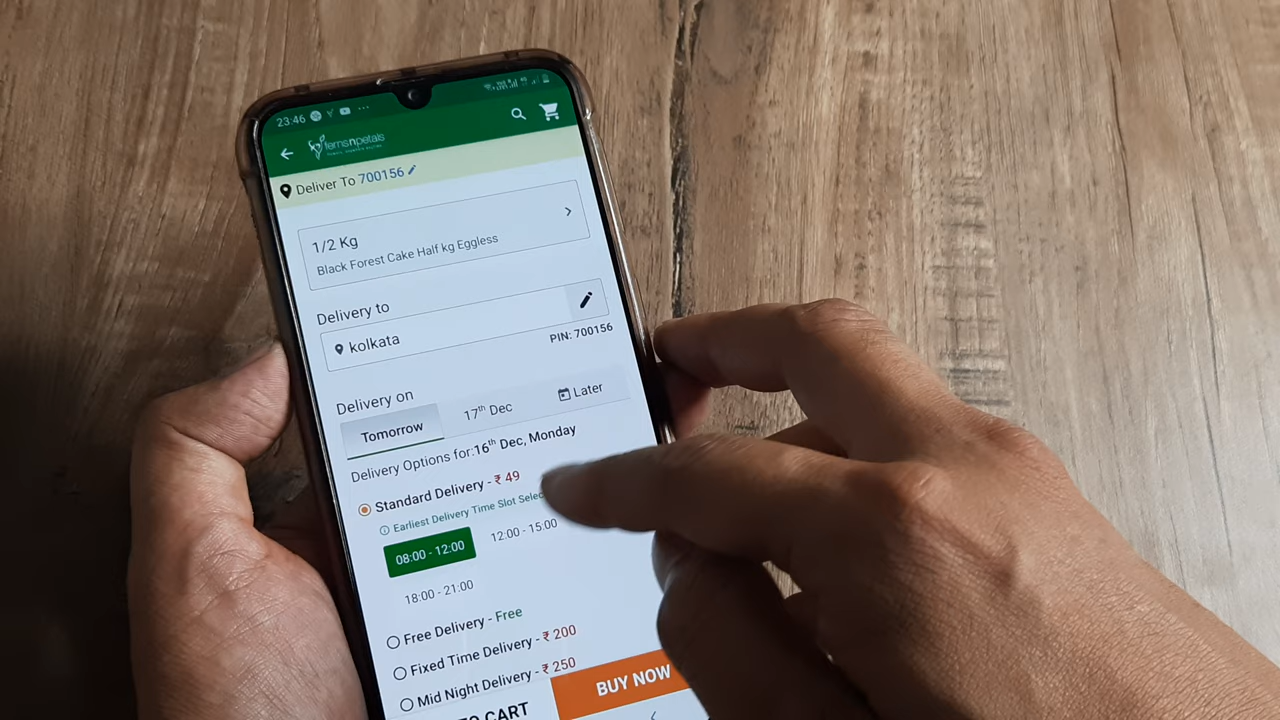 23:46
fernsnpetals
Deliver To 700156
1/2 Kg
Black Forest Cake Half kg Eggless
Delivery to
kolkata
PIN: 700156
Delivery on
Tomorrow 17th Dec Later
Delivery Options for:16th Dec, Monday
Standard Delivery - ₹ 49
Earliest Delivery Time Slot
08:00 - 12:00 12:00 - 15:00
18:00 - 21:00
Free Delivery - Free
Fixed Time Delivery - ₹ 200
Mid Night Delivery - ₹ 250
CART BUY NOW